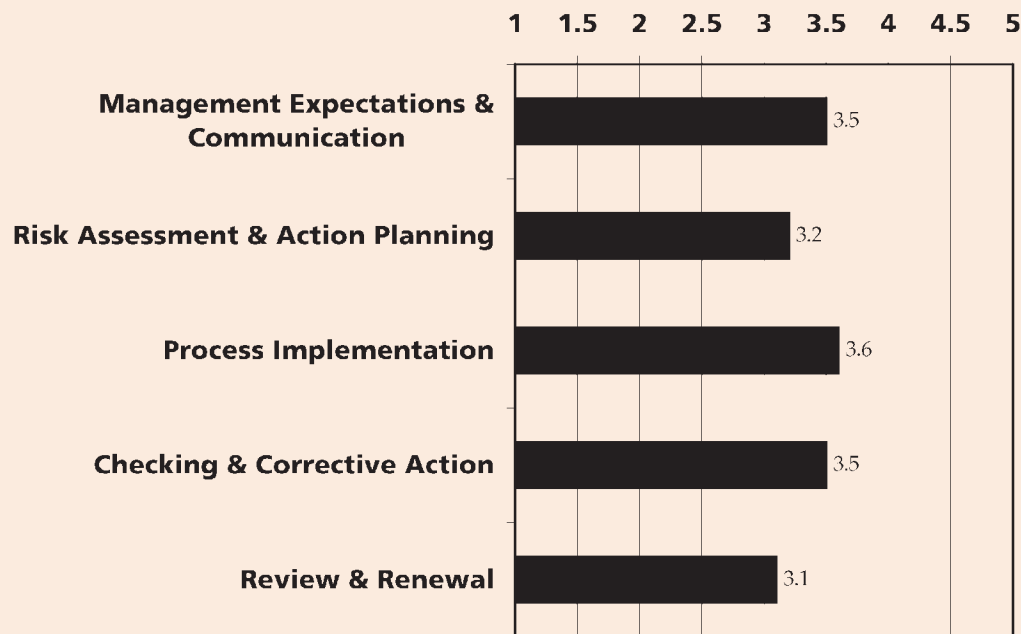 1 1.5 2 2.5 3 3.5 4 4.5 5
Management Expectations &
Communication
3.5
Risk Assessment & Action Planning 3.2
Process Implementation 3.6
Checking & Corrective Action 3.5
Review & Renewal 3.1